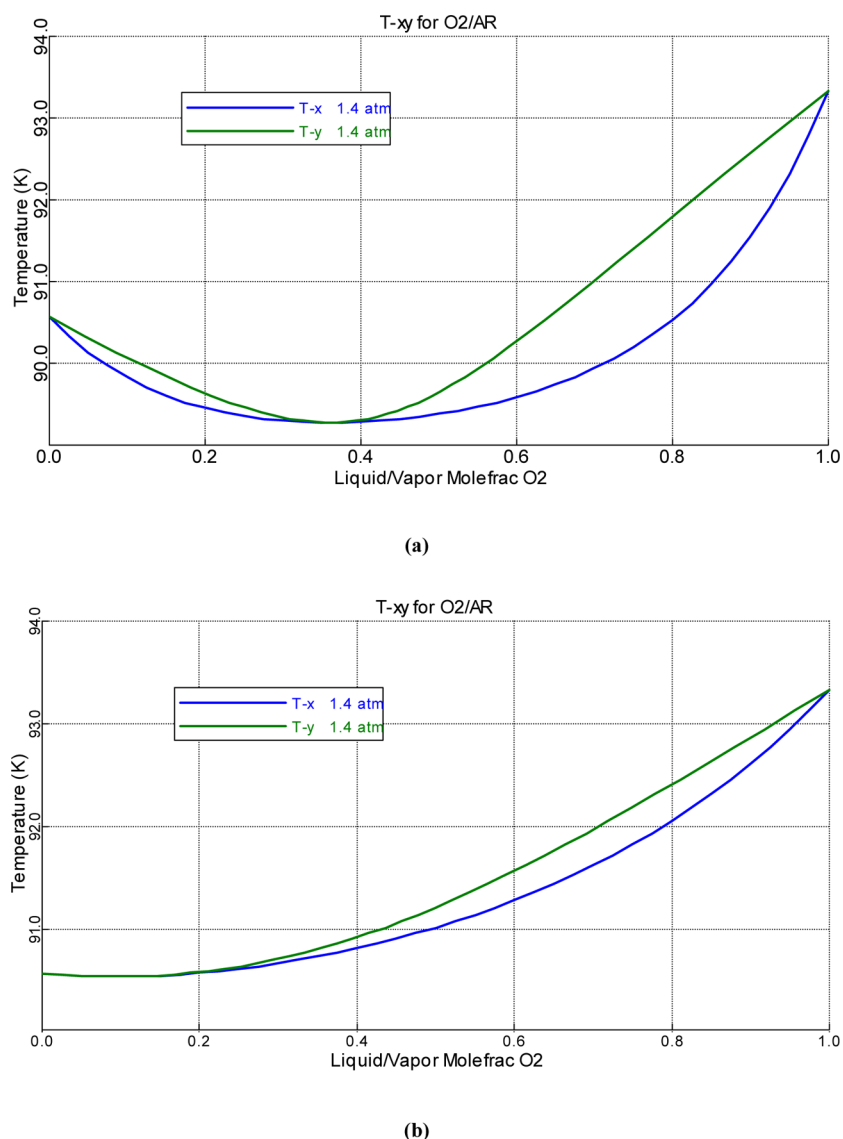 T-xy for O2/AR
94.0
93.0
92.0
91.0
90.0
Temperature (K)
T-x 1.4 atm
T-y 1.4 atm
0.0 0.2 0.4 0.6 0.8 1.0
Liquid/Vapor Molefrac O2
(a)
T-xy for O2/AR
94.0
93.0
92.0
91.0
Temperature (K)
T-x 1.4 atm
T-y 1.4 atm
0.0 0.2 0.4 0.6 0.8 1.0
Liquid/Vapor Molefrac O2
(b)